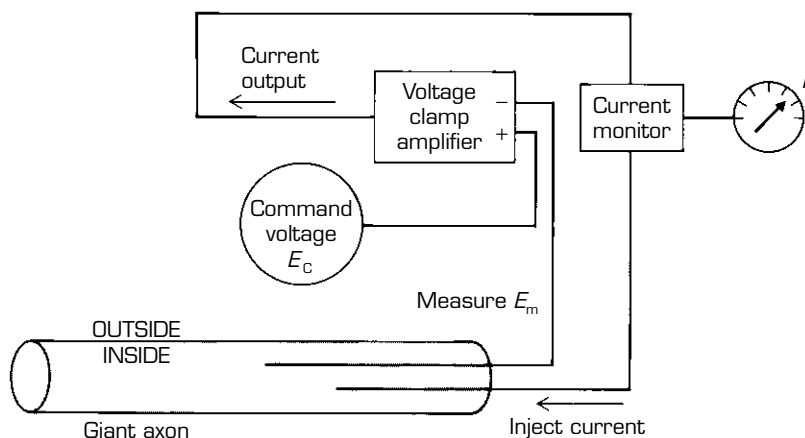 Current
output
Voltage
clamp
amplifier
−
+
Current
monitor
Command
voltage
E_C
Measure E_m
OUTSIDE
INSIDE
Giant axon
Inject current